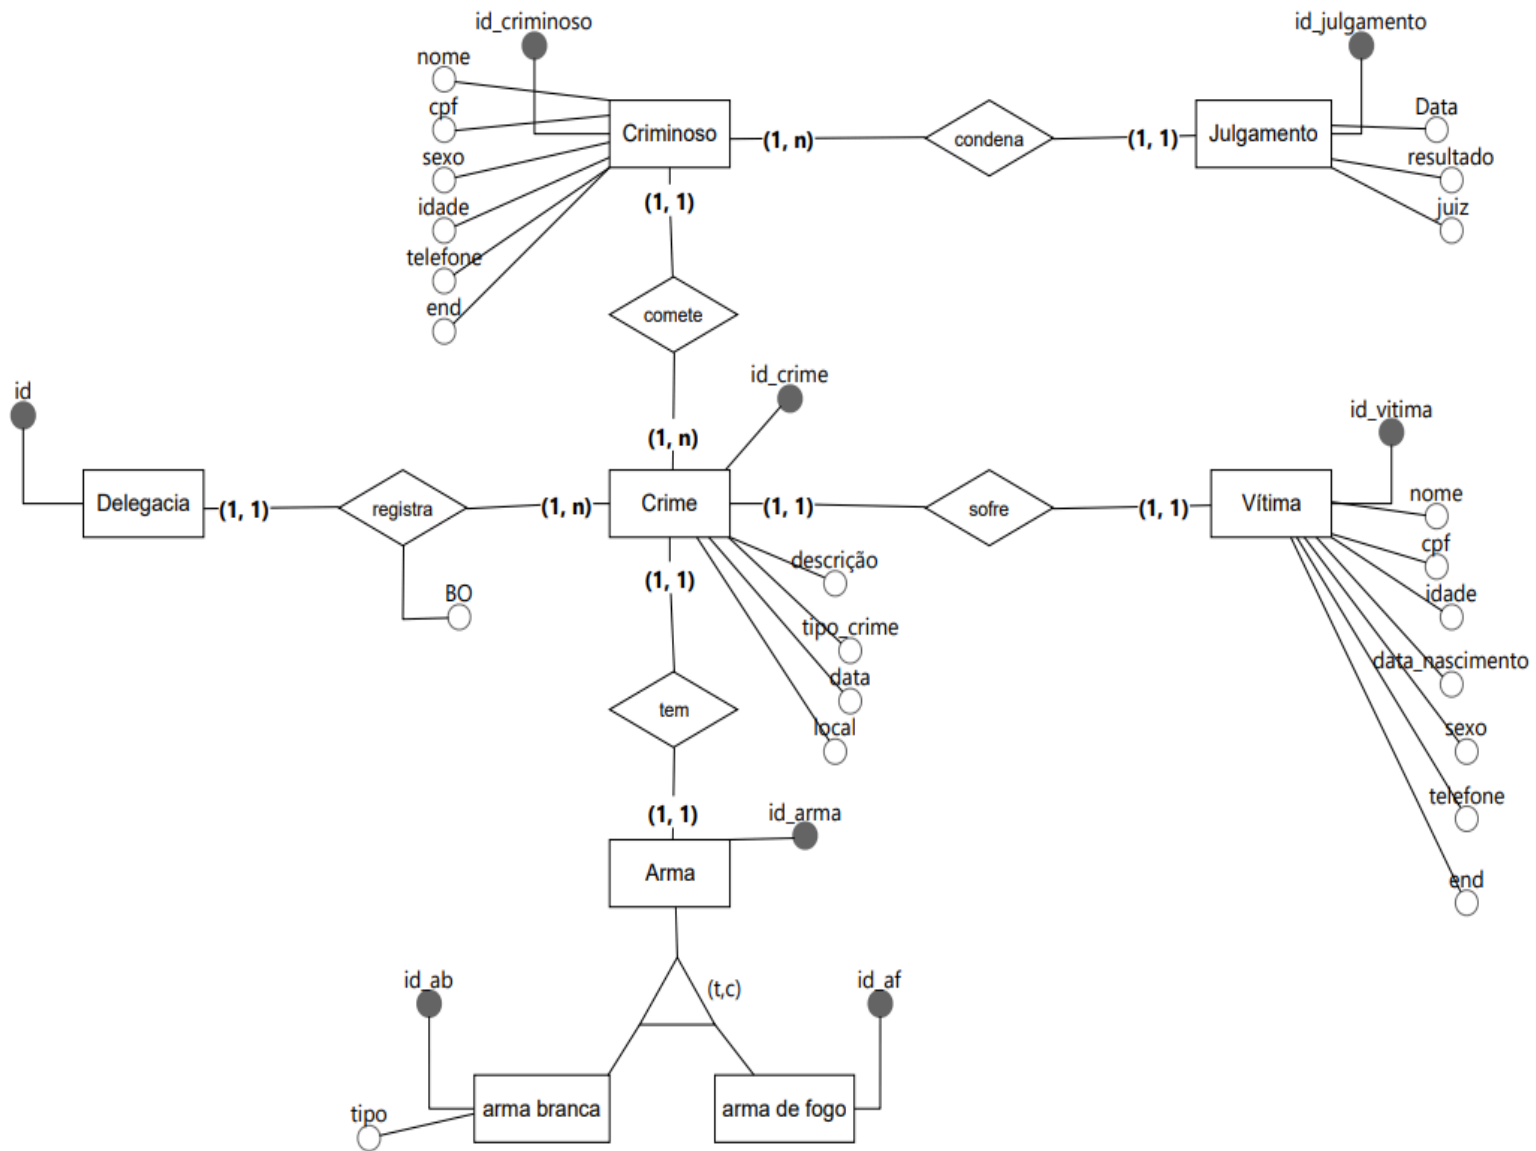 id_criminoso
id_julgamento
nome
cpf
sexo
idade
telefone
end
Criminoso
(1, n)
condena
(1, 1)
Julgamento
Data
resultado
juiz
(1, 1)
comete
(1, n)
id_crime
id
Delegacia
(1, 1)
registra
(1, n)
BO
Crime
(1, 1)
sofre
(1, 1)
Vítima
id_vitima
nome
cpf
idade
data_nascimento
sexo
telefone
end
descrição
tipo_crime
data
local
(1, 1)
tem
(1, 1)
id_arma
Arma
(t,c)
id_ab
id_af
tipo
arma branca
arma de fogo